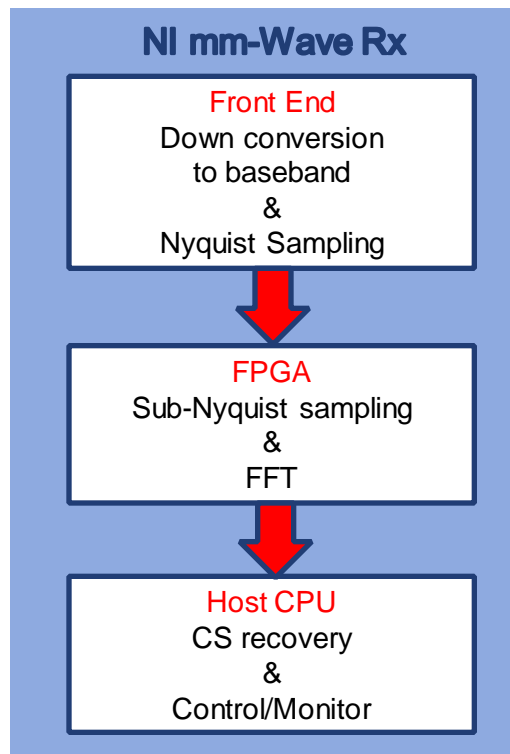 NI mm-Wave Rx
Front End
Down conversion
to baseband
&
Nyquist Sampling
FPGA
Sub-Nyquist sampling
&
FFT
Host CPU
CS recovery
&
Control/Monitor